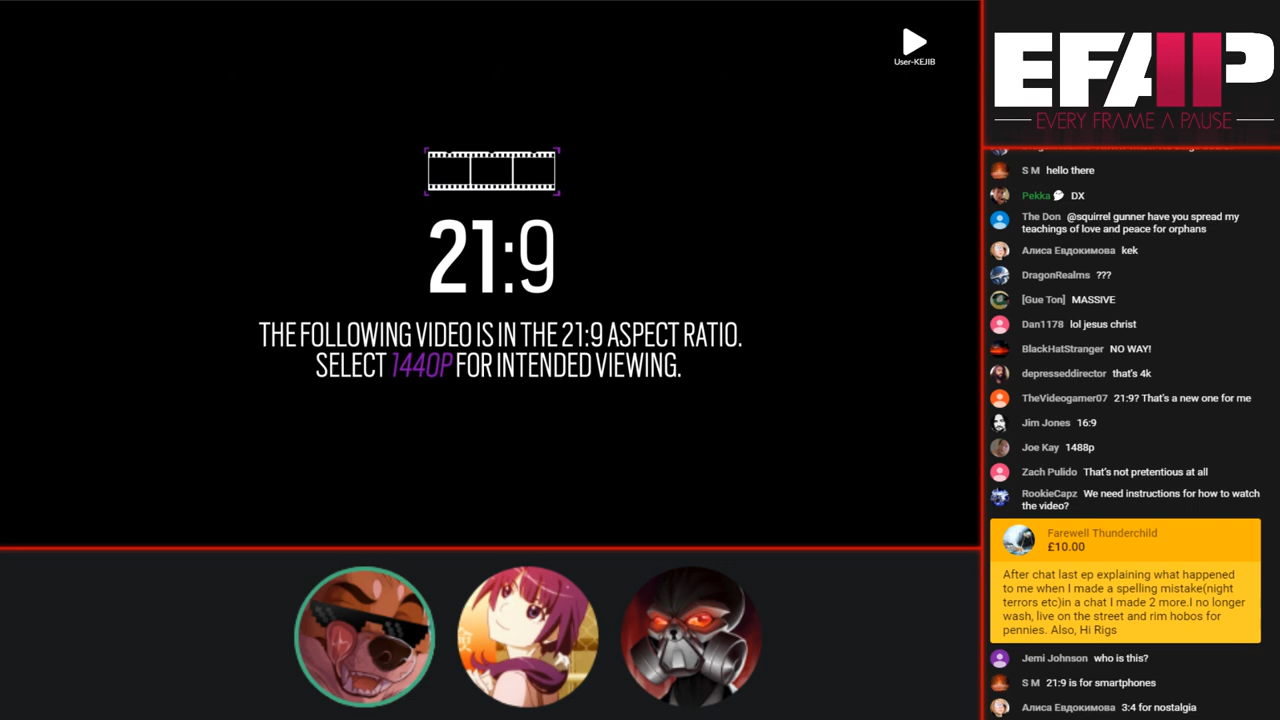 User-KEJIB
21:9
THE FOLLOWING VIDEO IS IN THE 21:9 ASPECT RATIO.
SELECT 1440P FOR INTENDED VIEWING.
EFAP
EVERY FRAME A PAUSE
S M hello there
Pekka DX
The Don @squirrel gunner have you spread my
teachings of love and peace for orphans
Алиса Евдокимова kek
DragonRealms ???
[Gue Ton] MASSIVE
Dan1178 lol jesus christ
BlackHatStranger NO WAY!
depresseddirector that's 4k
TheVideogamer07 21:9? That's a new one for me
Jim Jones 16:9
Joe Kay 1488p
Zach Pulido That's not pretentious at all
RookieCapz We need instructions for how to watch
the video?
Farewell Thunderchild
£10.00
After chat last ep explaining what happened
to me when I made a spelling mistake(night
terrors etc)in a chat I made 2 more.I no longer
wash, live on the street and rim hobos for
pennies. Also, Hi Rigs
Jemi Johnson who is this?
S M 21:9 is for smartphones
Алиса Евдокимова 3:4 for nostalgia